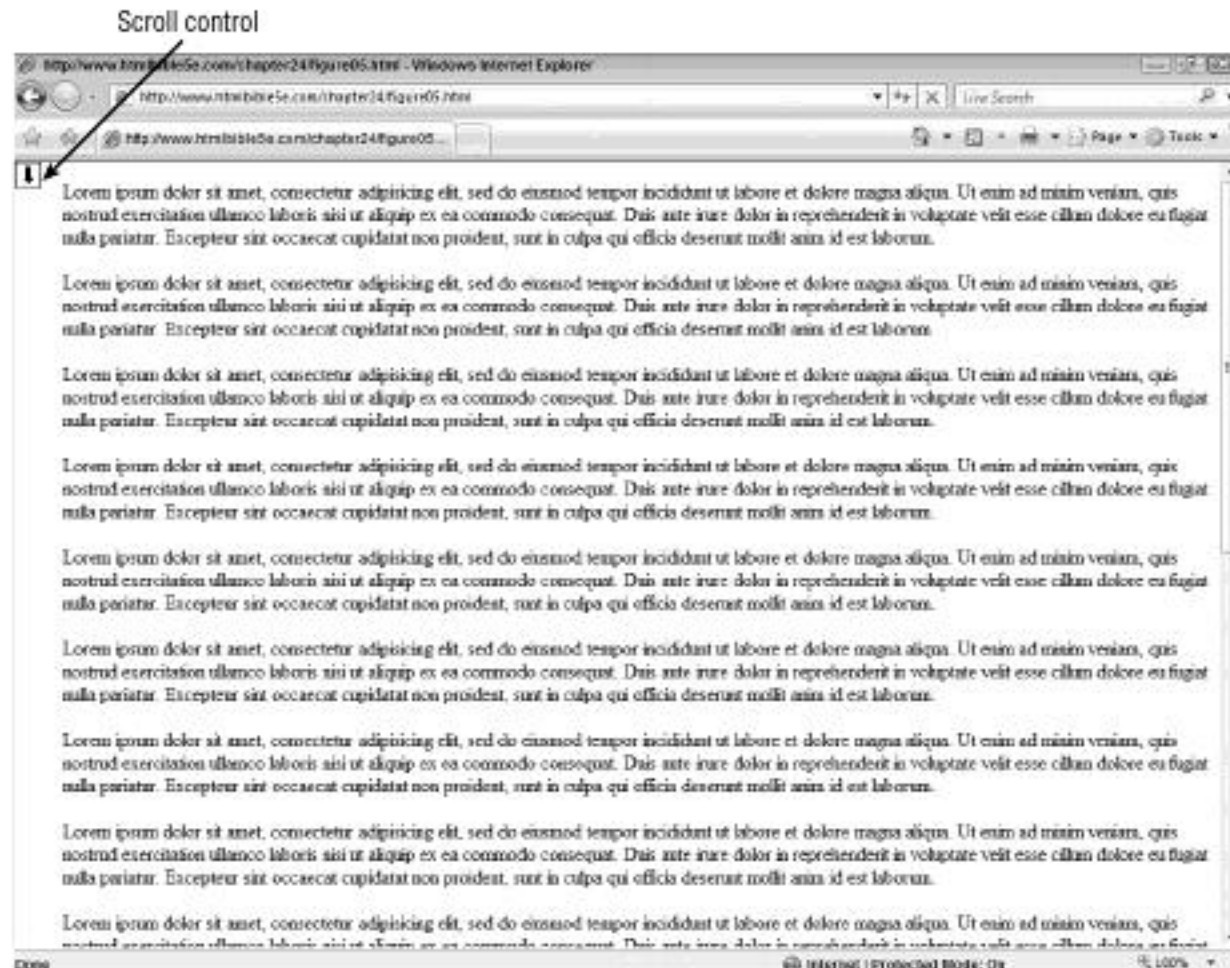 Scroll control
http://www.htmlbible5e.com/chapter24/figure05.html - Windows Internet Explorer
http://www.htmlbible5e.com/chapter24/figure05.html Live Search
http://www.htmlbible5e.com/chapter24/figure05... Page Tools
Lorem ipsum dolor sit amet, consectetur adipisicing elit, sed do eiusmod tempor incididunt ut labore et dolore magna aliqua. Ut enim ad minim veniam, quis
nostrud exercitation ullamco laboris nisi ut aliquip ex ea commodo consequat. Duis aute irure dolor in reprehenderit in voluptate velit esse cillum dolore eu fugiat
nulla pariatur. Excepteur sint occaecat cupidatat non proident, sunt in culpa qui officia deserunt mollit anim id est laborum.
Lorem ipsum dolor sit amet, consectetur adipisicing elit, sed do eiusmod tempor incididunt ut labore et dolore magna aliqua. Ut enim ad minim veniam, quis
nostrud exercitation ullamco laboris nisi ut aliquip ex ea commodo consequat. Duis aute irure dolor in reprehenderit in voluptate velit esse cillum dolore eu fugiat
nulla pariatur. Excepteur sint occaecat cupidatat non proident, sunt in culpa qui officia deserunt mollit anim id est laborum.
Lorem ipsum dolor sit amet, consectetur adipisicing elit, sed do eiusmod tempor incididunt ut labore et dolore magna aliqua. Ut enim ad minim veniam, quis
nostrud exercitation ullamco laboris nisi ut aliquip ex ea commodo consequat. Duis aute irure dolor in reprehenderit in voluptate velit esse cillum dolore eu fugiat
nulla pariatur. Excepteur sint occaecat cupidatat non proident, sunt in culpa qui officia deserunt mollit anim id est laborum.
Lorem ipsum dolor sit amet, consectetur adipisicing elit, sed do eiusmod tempor incididunt ut labore et dolore magna aliqua. Ut enim ad minim veniam, quis
nostrud exercitation ullamco laboris nisi ut aliquip ex ea commodo consequat. Duis aute irure dolor in reprehenderit in voluptate velit esse cillum dolore eu fugiat
nulla pariatur. Excepteur sint occaecat cupidatat non proident, sunt in culpa qui officia deserunt mollit anim id est laborum.
Lorem ipsum dolor sit amet, consectetur adipisicing elit, sed do eiusmod tempor incididunt ut labore et dolore magna aliqua. Ut enim ad minim veniam, quis
nostrud exercitation ullamco laboris nisi ut aliquip ex ea commodo consequat. Duis aute irure dolor in reprehenderit in voluptate velit esse cillum dolore eu fugiat
nulla pariatur. Excepteur sint occaecat cupidatat non proident, sunt in culpa qui officia deserunt mollit anim id est laborum.
Lorem ipsum dolor sit amet, consectetur adipisicing elit, sed do eiusmod tempor incididunt ut labore et dolore magna aliqua. Ut enim ad minim veniam, quis
nostrud exercitation ullamco laboris nisi ut aliquip ex ea commodo consequat. Duis aute irure dolor in reprehenderit in voluptate velit esse cillum dolore eu fugiat
nulla pariatur. Excepteur sint occaecat cupidatat non proident, sunt in culpa qui officia deserunt mollit anim id est laborum.
Lorem ipsum dolor sit amet, consectetur adipisicing elit, sed do eiusmod tempor incididunt ut labore et dolore magna aliqua. Ut enim ad minim veniam, quis
nostrud exercitation ullamco laboris nisi ut aliquip ex ea commodo consequat. Duis aute irure dolor in reprehenderit in voluptate velit esse cillum dolore eu fugiat
nulla pariatur. Excepteur sint occaecat cupidatat non proident, sunt in culpa qui officia deserunt mollit anim id est laborum.
Lorem ipsum dolor sit amet, consectetur adipisicing elit, sed do eiusmod tempor incididunt ut labore et dolore magna aliqua. Ut enim ad minim veniam, quis
nostrud exercitation ullamco laboris nisi ut aliquip ex ea commodo consequat. Duis aute irure dolor in reprehenderit in voluptate velit esse cillum dolore eu fugiat
nulla pariatur. Excepteur sint occaecat cupidatat non proident, sunt in culpa qui officia deserunt mollit anim id est laborum.
Lorem ipsum dolor sit amet, consectetur adipisicing elit, sed do eiusmod tempor incididunt ut labore et dolore magna aliqua. Ut enim ad minim veniam, quis
nostrud exercitation ullamco laboris nisi ut aliquip ex ea commodo consequat. Duis aute irure dolor in reprehenderit in voluptate velit esse cillum dolore eu fugiat
Done Internet | Protected Mode: On 100%